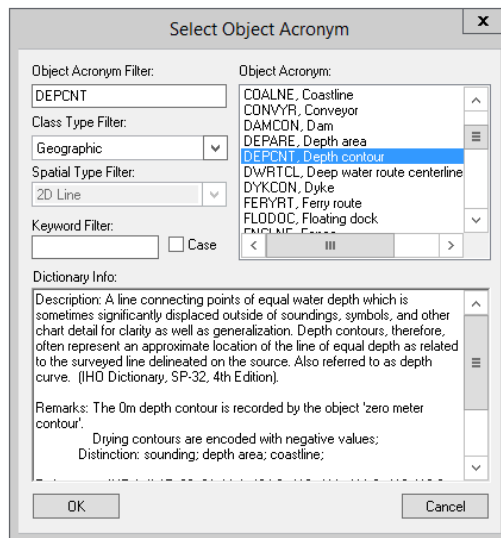 Select Object Acronym
x
Object Acronym Filter:
DEPCNT
Class Type Filter:
Geographic
Spatial Type Filter:
2D Line
Keyword Filter:
Case
Object Acronym:
COALNE, Coastline
CONVYR, Conveyor
DAMCON, Dam
DEPARE, Depth area
DEPCNT, Depth contour
DWRTCL, Deep water route centerline
DYKCON, Dyke
FERYRT, Ferry route
FLODOC, Floating dock
Dictionary Info:
Description: A line connecting points of equal water depth which is
sometimes significantly displaced outside of soundings, symbols, and other
chart detail for clarity as well as generalization. Depth contours, therefore,
often represent an approximate location of the line of equal depth as related
to the surveyed line delineated on the source. Also referred to as depth
curve. (IHO Dictionary, SP-32, 4th Edition).
Remarks: The 0m depth contour is recorded by the object 'zero meter
contour'.
Drying contours are encoded with negative values;
Distinction: sounding; depth area; coastline;
OK
Cancel